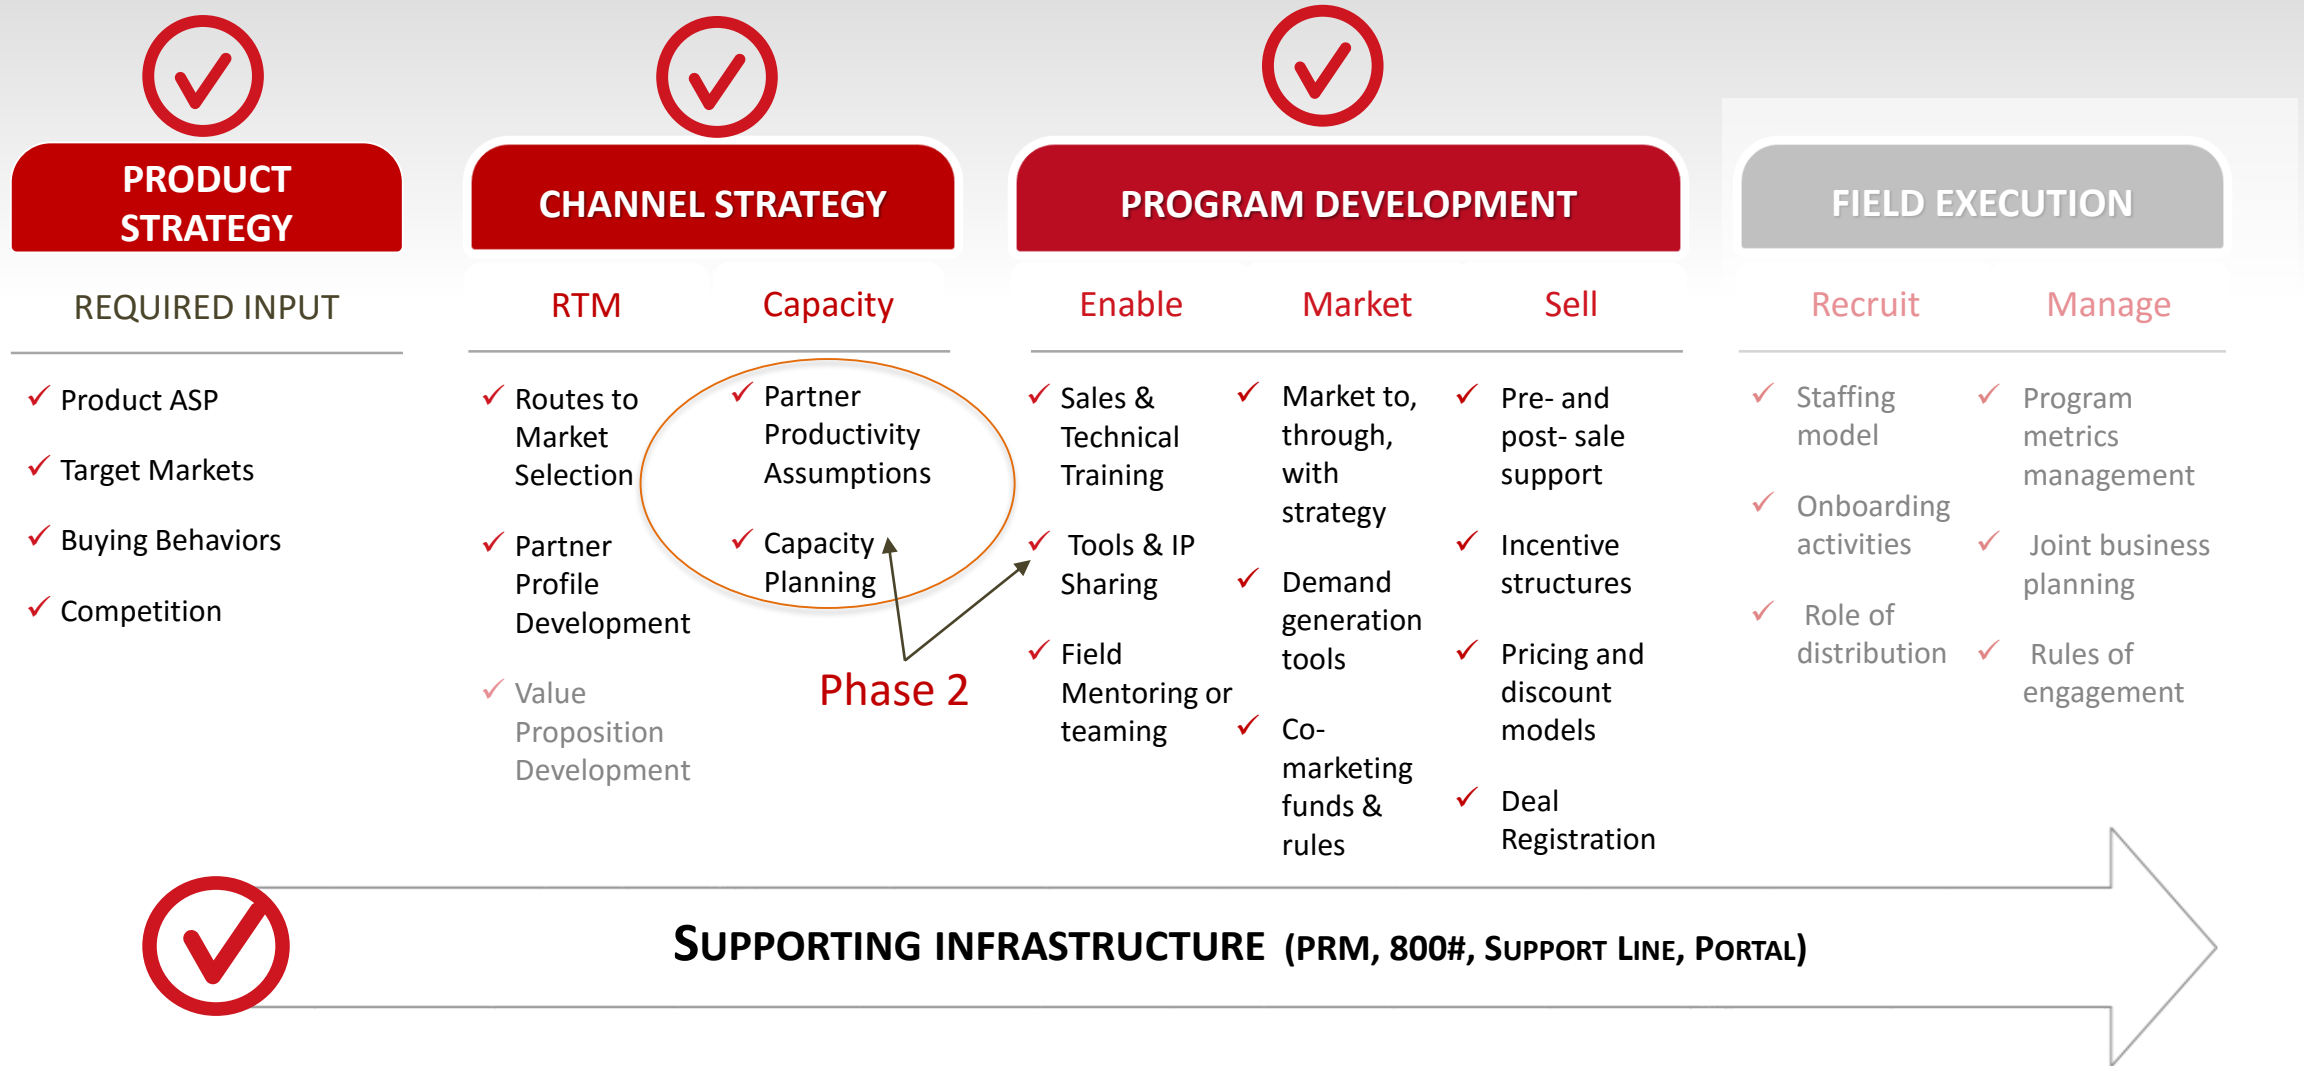 PRODUCT
STRATEGY
REQUIRED INPUT
Product ASP
Target Markets
Buying Behaviors
Competition
CHANNEL STRATEGY
RTM
Routes to
Market
Selection
Partner
Profile
Development
Value
Proposition
Development
Capacity
Partner
Productivity
Assumptions
Capacity
Planning
Phase 2
PROGRAM DEVELOPMENT
Enable
Sales &
Technical
Training
Tools & IP
Sharing
Field
Mentoring or
teaming
Market
Market to,
through,
with
strategy
Demand
generation
tools
Co-
marketing
funds &
rules
Sell
Pre- and
post- sale
support
Incentive
structures
Pricing and
discount
models
Deal
Registration
FIELD EXECUTION
Recruit
Staffing
model
Onboarding
activities
Role of
distribution
Manage
Program
metrics
management
Joint business
planning
Rules of
engagement
SUPPORTING INFRASTRUCTURE (PRM, 800#, SUPPORT LINE, PORTAL)